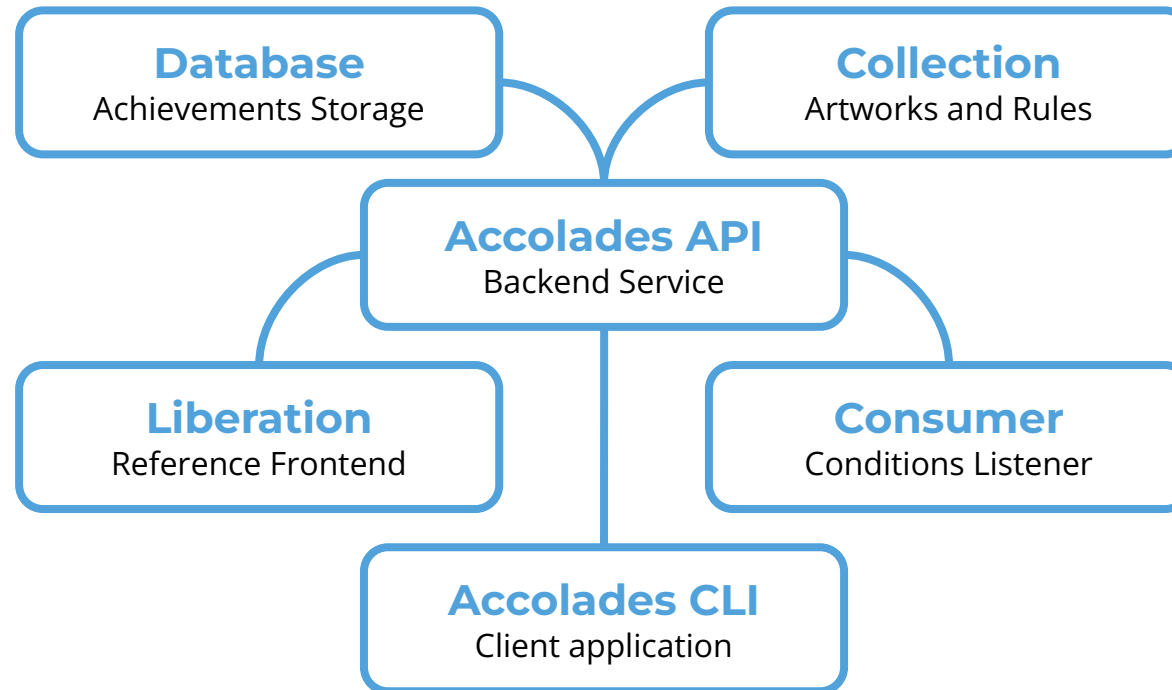 Database
Achievements Storage
Collection
Artworks and Rules
Accolades API
Backend Service
Liberation
Reference Frontend
Consumer
Conditions Listener
Accolades CLI
Client application